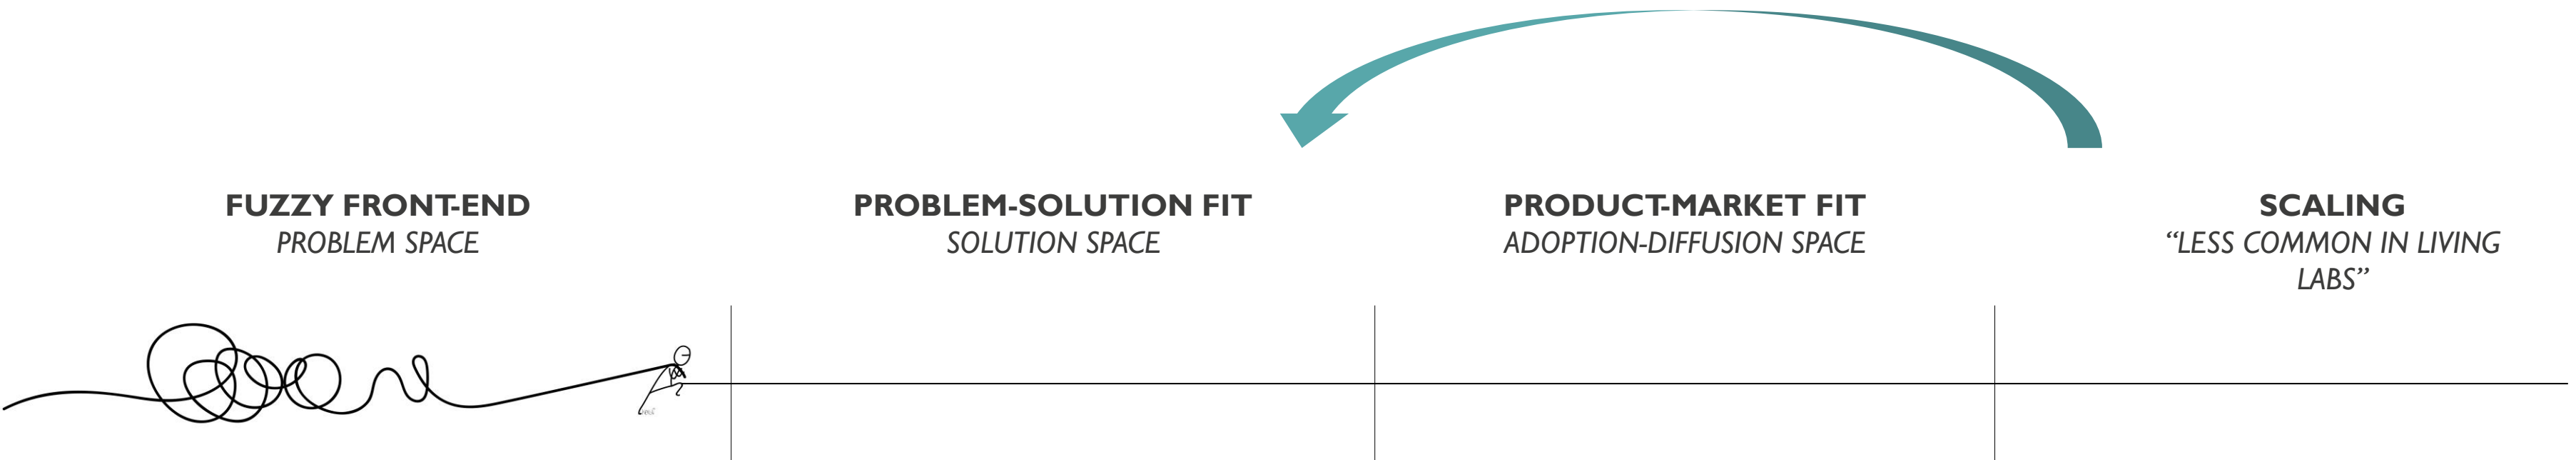 FUZZY FRONT-END
PROBLEM SPACE
PROBLEM-SOLUTION FIT
SOLUTION SPACE
PRODUCT-MARKET FIT
ADOPTION-DIFFUSION SPACE
SCALING
“LESS COMMON IN LIVING
LABS”